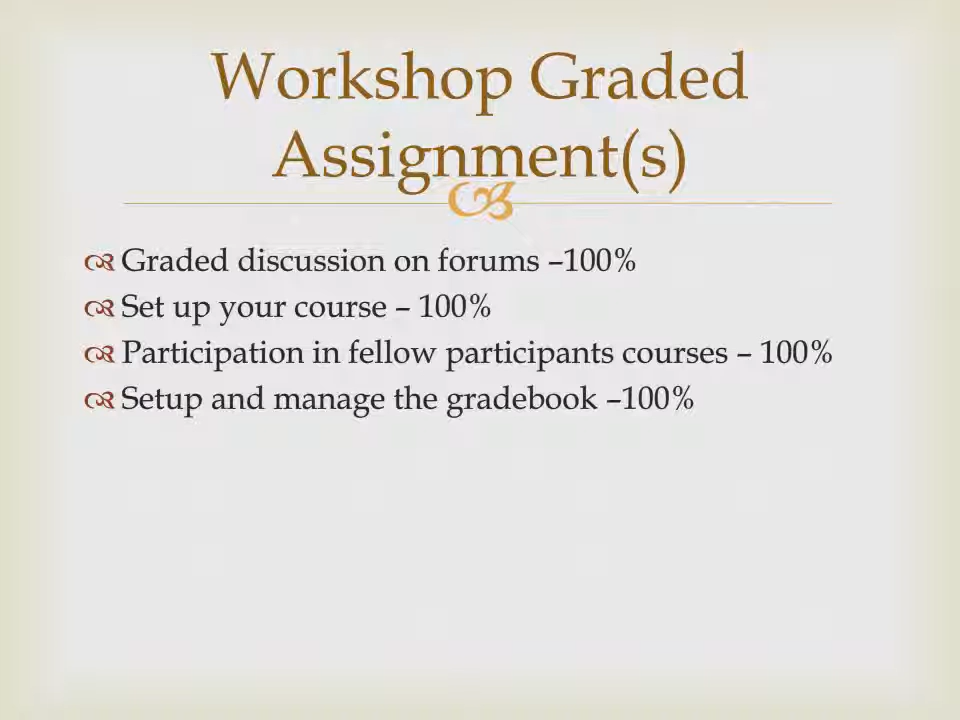 Workshop Graded
Assignment(s)
Graded discussion on forums –100%
Set up your course – 100%
Participation in fellow participants courses – 100%
Setup and manage the gradebook –100%